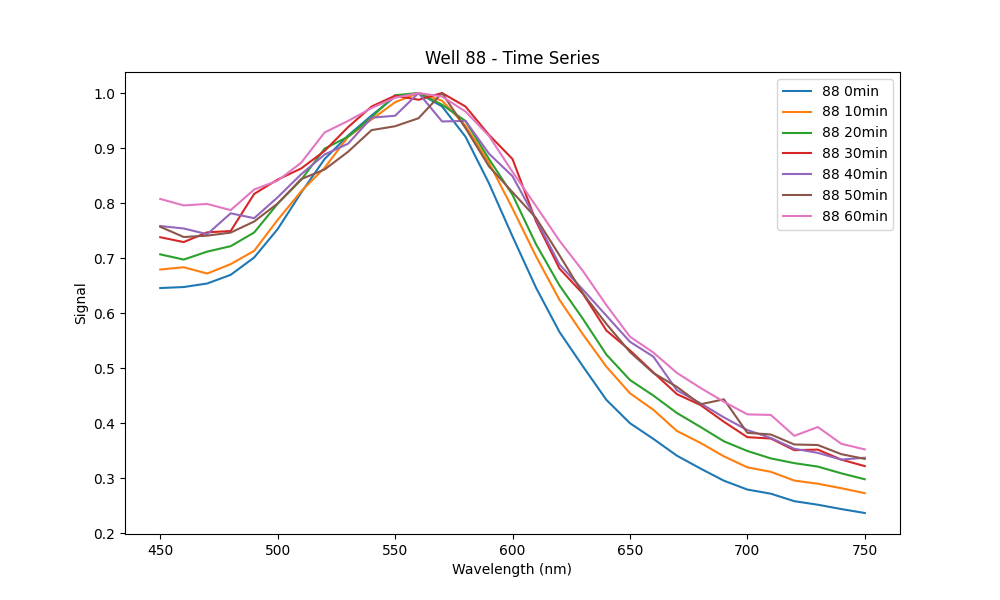 Well 88 - Time Series
Signal
1.0
0.9
0.8
0.7
0.6
0.5
0.4
0.3
0.2
88 0min
88 10min
88 20min
88 30min
88 40min
88 50min
88 60min
450 500 550 600 650 700 750
Wavelength (nm)